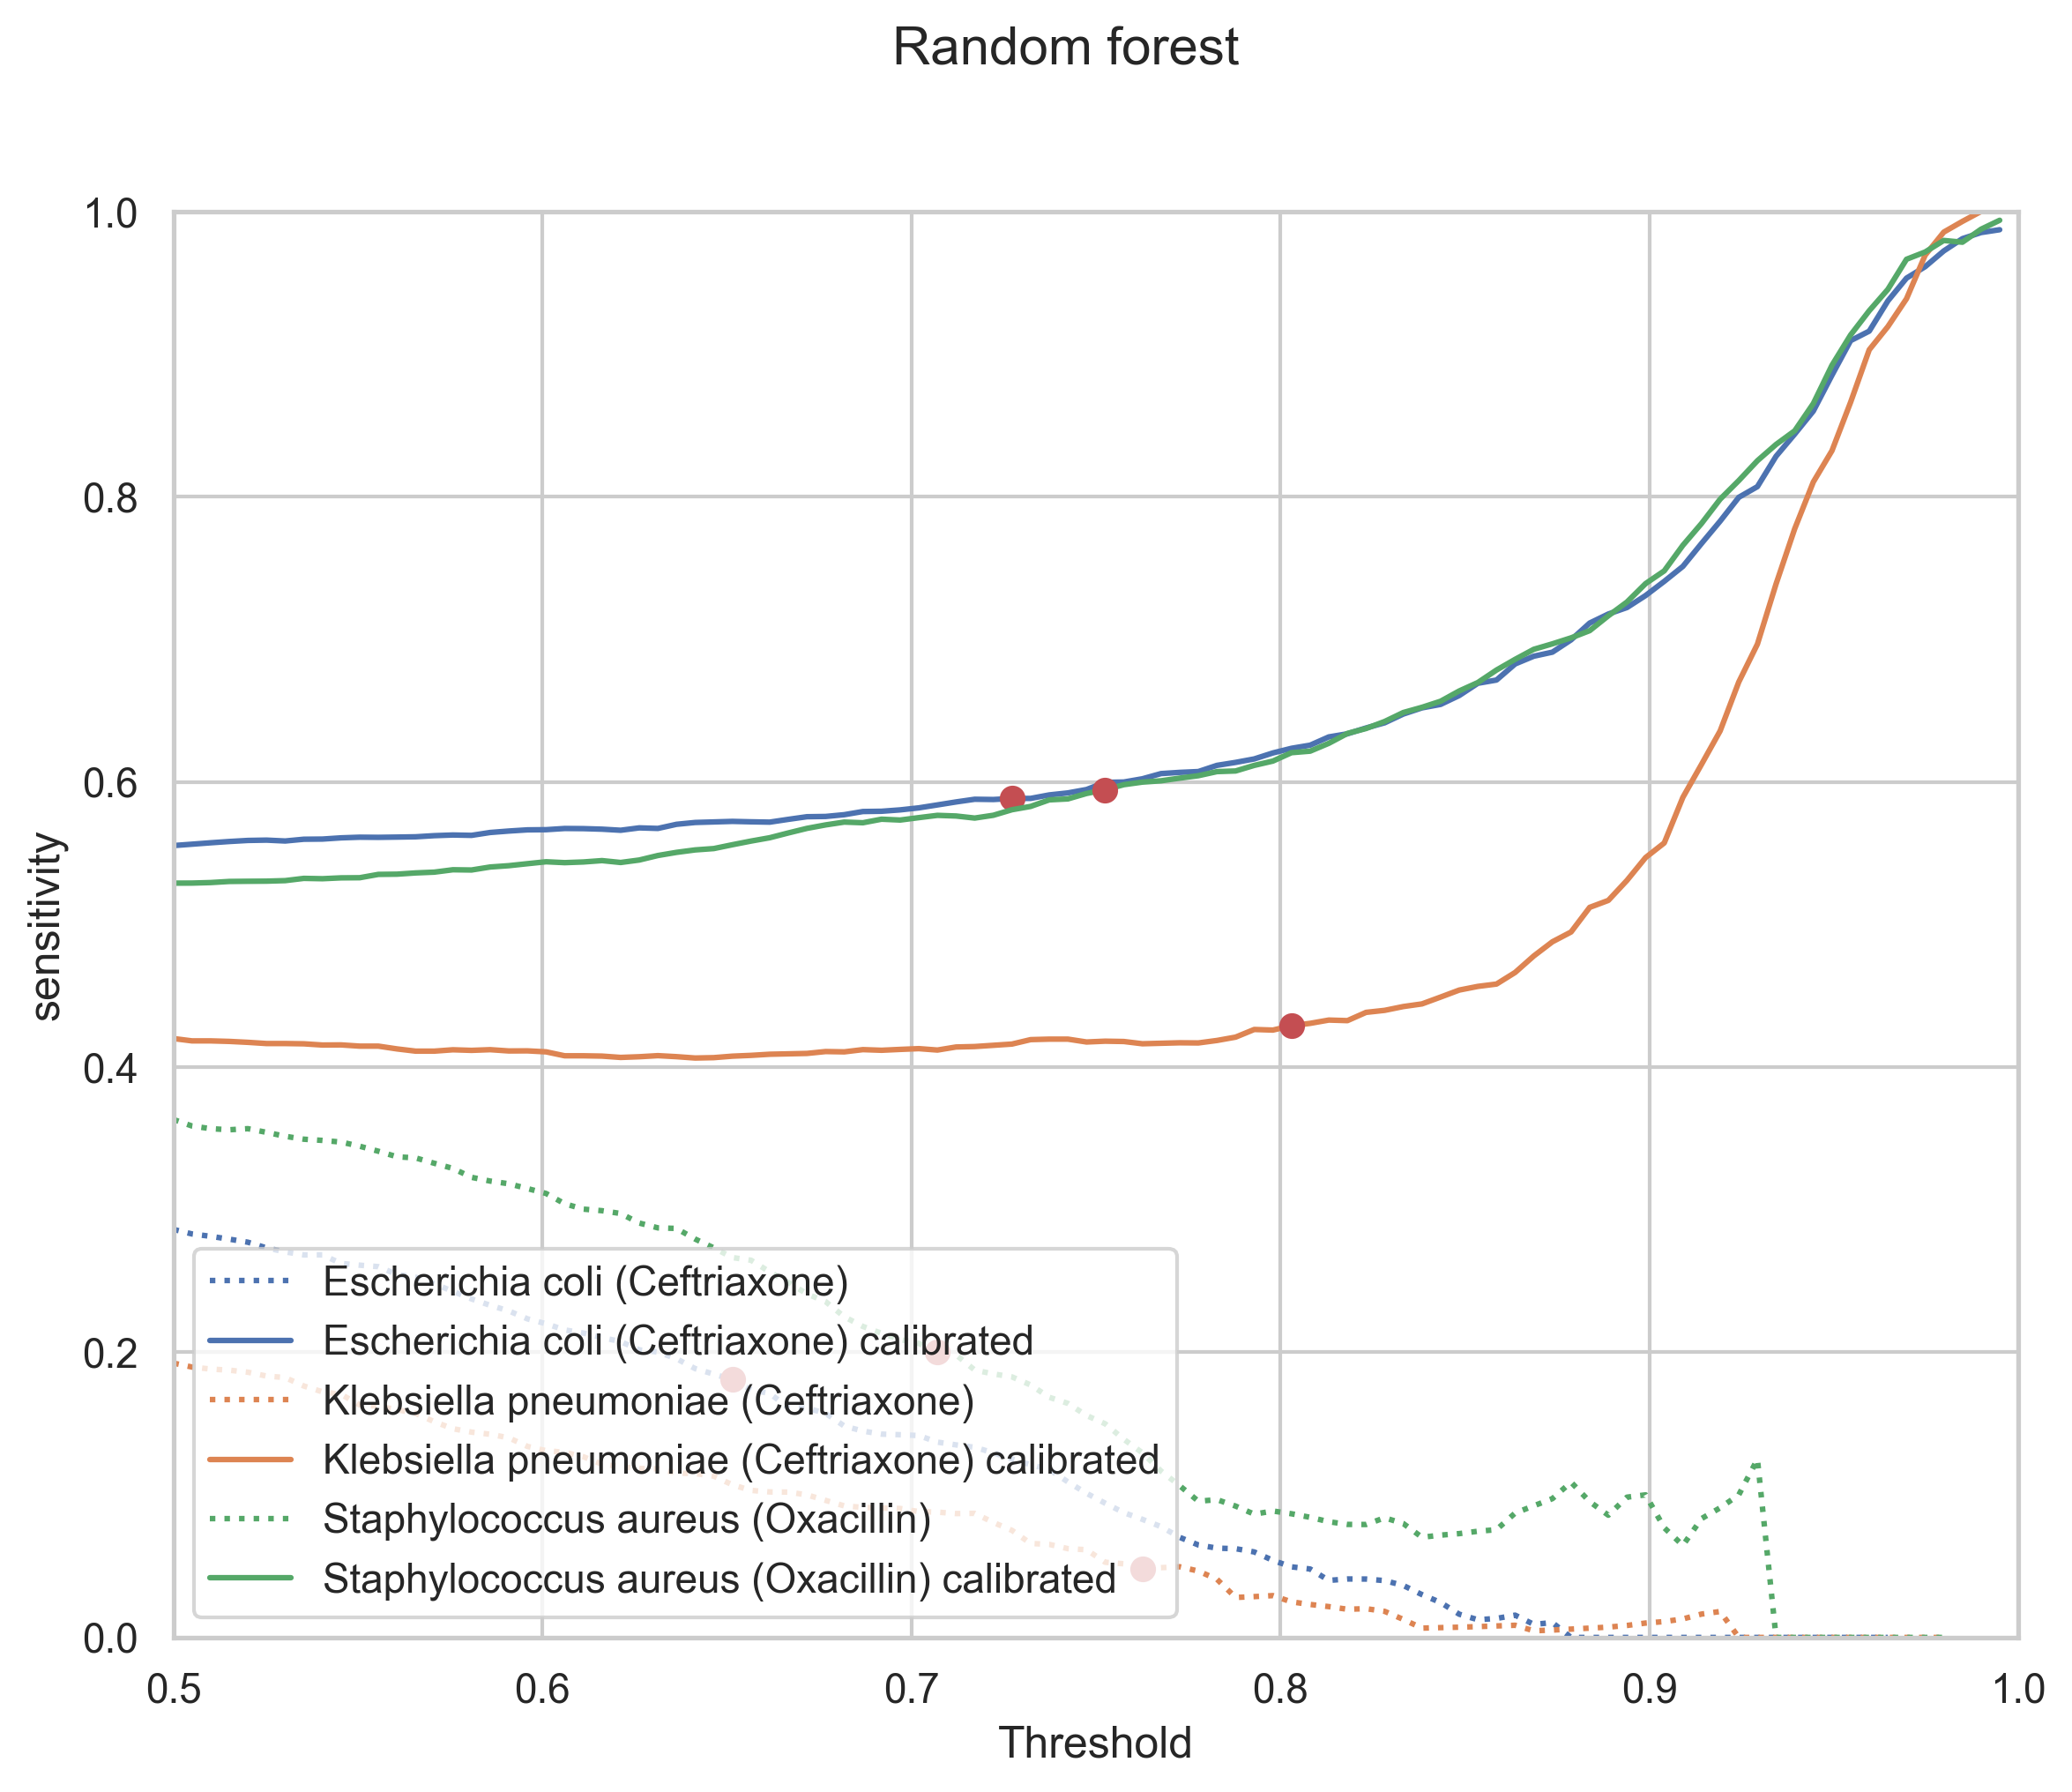 Random forest
1.0
0.8
0.6
0.4
0.2
0.0
sensitivity
Escherichia coli (Ceftriaxone)
Escherichia coli (Ceftriaxone) calibrated
Klebsiella pneumoniae (Ceftriaxone)
Klebsiella pneumoniae (Ceftriaxone) calibrated
Staphylococcus aureus (Oxacillin)
Staphylococcus aureus (Oxacillin) calibrated
0.5 0.6 0.7 0.8 0.9 1.0
Threshold